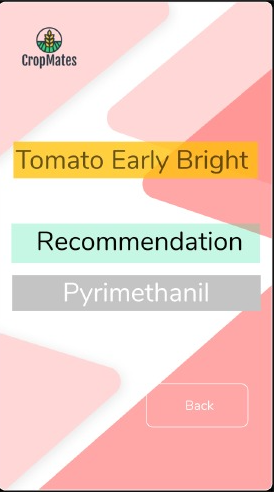 CropMates
Tomato Early Bright
Recommendation
Pyrimethanil
Back